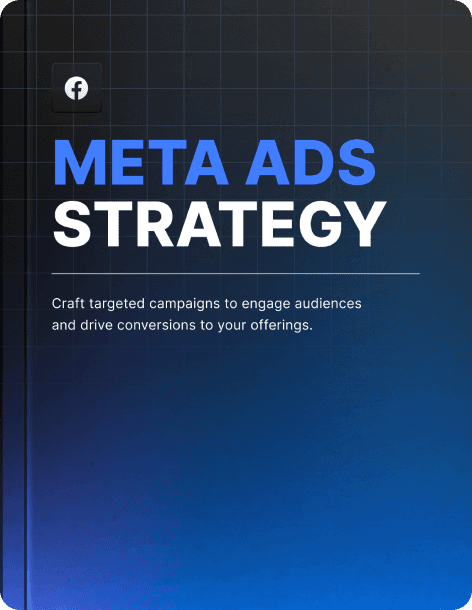 META ADS
STRATEGY
Craft targeted campaigns to engage audiences
and drive conversions to your offerings.